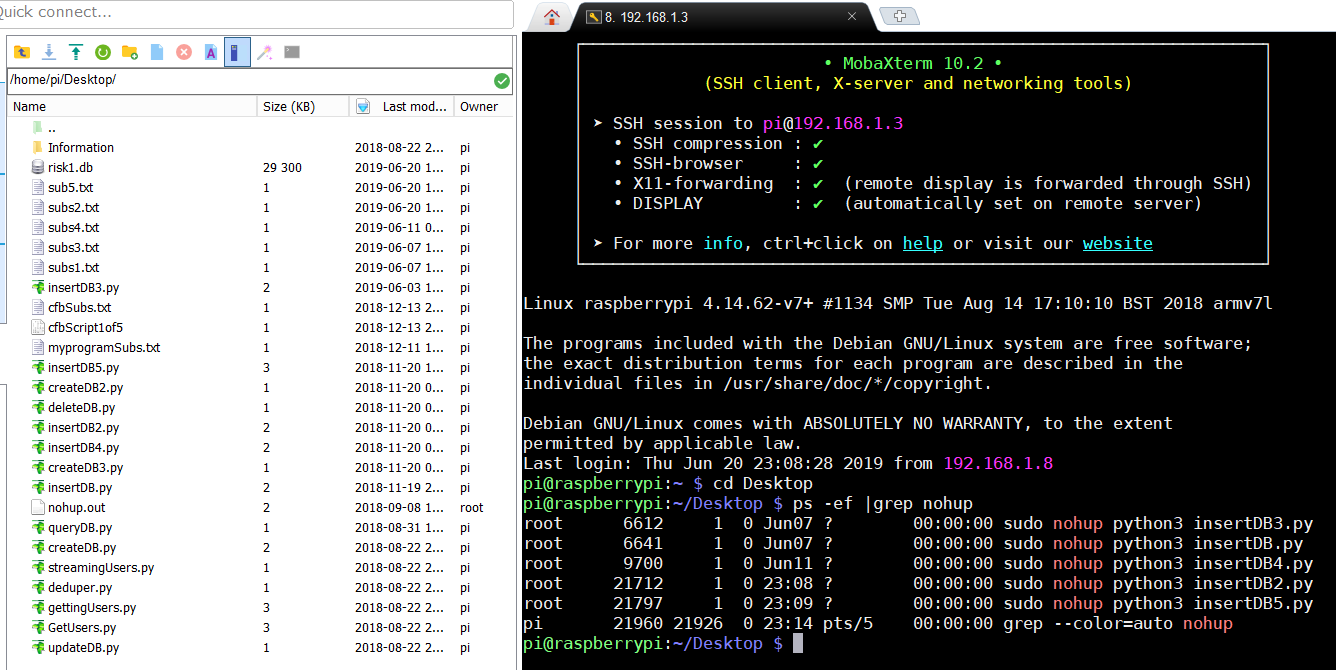 Quick connect...
8. 192.168.1.3
/home/pi/Desktop/
Name Size (KB) Last mod... Owner
..
Information 2018-08-22 2... pi
risk1.db 29 300 2019-06-20 1... pi
sub5.txt 1 2019-06-20 1... pi
subs2.txt 1 2019-06-20 1... pi
subs4.txt 1 2019-06-11 0... pi
subs3.txt 1 2019-06-07 1... pi
subs1.txt 1 2019-06-07 1... pi
insertDB3.py 2 2019-06-03 1... pi
cfbSubs.txt 1 2018-12-13 2... pi
cfbScript1of5 1 2018-12-13 2... pi
myprogramSubs.txt 1 2018-12-11 1... pi
insertDB5.py 3 2018-11-20 1... pi
createDB2.py 1 2018-11-20 0... pi
deleteDB.py 1 2018-11-20 0... pi
insertDB2.py 2 2018-11-20 0... pi
insertDB4.py 2 2018-11-20 0... pi
createDB3.py 1 2018-11-20 0... pi
insertDB.py 2 2018-11-19 2... pi
nohup.out 2 2018-09-08 1... root
queryDB.py 1 2018-08-31 1... pi
createDB.py 2 2018-08-22 2... pi
streamingUsers.py 1 2018-08-22 2... pi
deduper.py 1 2018-08-22 2... pi
gettingUsers.py 3 2018-08-22 2... pi
GetUsers.py 3 2018-08-22 2... pi
updateDB.py 1 2018-08-22 2... pi
• MobaXterm 10.2 •
(SSH client, X-server and networking tools)
➤ SSH session to pi@192.168.1.3
• SSH compression : ✔
• SSH-browser : ✔
• X11-forwarding : ✔ (remote display is forwarded through SSH)
• DISPLAY : ✔ (automatically set on remote server)
➤ For more info, ctrl+click on help or visit our website
Linux raspberrypi 4.14.62-v7+ #1134 SMP Tue Aug 14 17:10:10 BST 2018 armv7l
The programs included with the Debian GNU/Linux system are free software;
the exact distribution terms for each program are described in the
individual files in /usr/share/doc/*/copyright.
Debian GNU/Linux comes with ABSOLUTELY NO WARRANTY, to the extent
permitted by applicable law.
Last login: Thu Jun 20 23:08:28 2019 from 192.168.1.8
pi@raspberrypi:~ $ cd Desktop
pi@raspberrypi:~/Desktop $ ps -ef |grep nohup
root 6612 1 0 Jun07 ? 00:00:00 sudo nohup python3 insertDB3.py
root 6641 1 0 Jun07 ? 00:00:00 sudo nohup python3 insertDB.py
root 9700 1 0 Jun11 ? 00:00:00 sudo nohup python3 insertDB4.py
root 21712 1 0 23:08 ? 00:00:00 sudo nohup python3 insertDB2.py
root 21797 1 0 23:09 ? 00:00:00 sudo nohup python3 insertDB5.py
pi 21960 21926 0 23:14 pts/5 00:00:00 grep --color=auto nohup
pi@raspberrypi:~/Desktop $